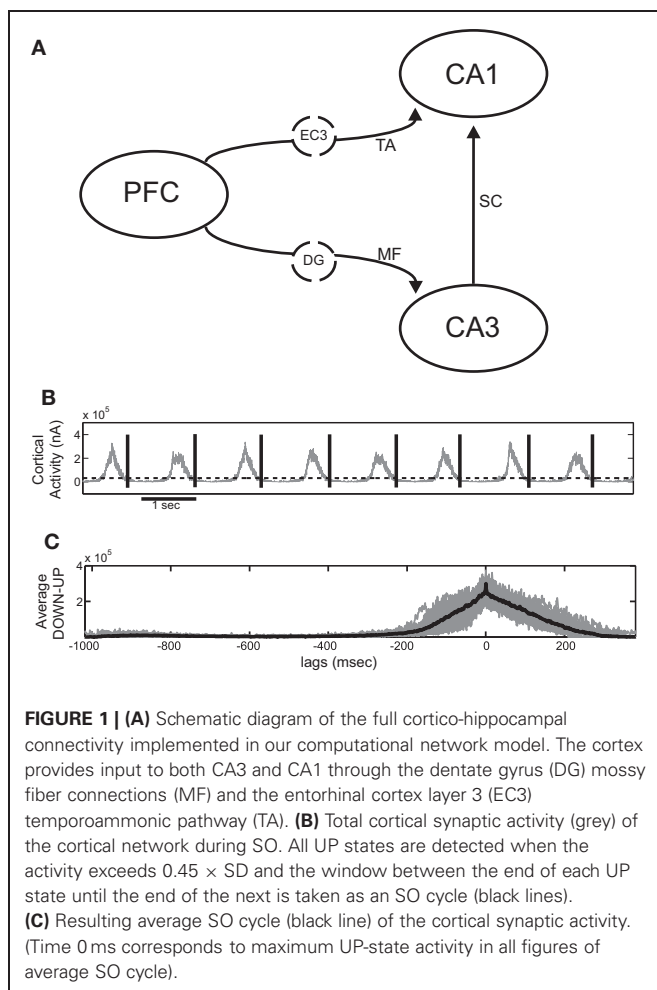 A
CA1
EC3
TA
PFC
SC
DG
MF
CA3
B
x 10⁵
4
2
0
Cortical
Activity (nA)
1 sec
C
x 10⁵
4
2
Average
DOWN-UP
-1000 -800 -600 -400 -200 0 200
lags (msec)
FIGURE 1 | (A) Schematic diagram of the full cortico-hippocampal
connectivity implemented in our computational network model. The cortex
provides input to both CA3 and CA1 through the dentate gyrus (DG) mossy
fiber connections (MF) and the entorhinal cortex layer 3 (EC3)
temporoammonic pathway (TA). (B) Total cortical synaptic activity (grey) of
the cortical network during SO. All UP states are detected when the
activity exceeds 0.45 × SD and the window between the end of each UP
state until the end of the next is taken as an SO cycle (black lines).
(C) Resulting average SO cycle (black line) of the cortical synaptic activity.
(Time 0 ms corresponds to maximum UP-state activity in all figures of
average SO cycle).